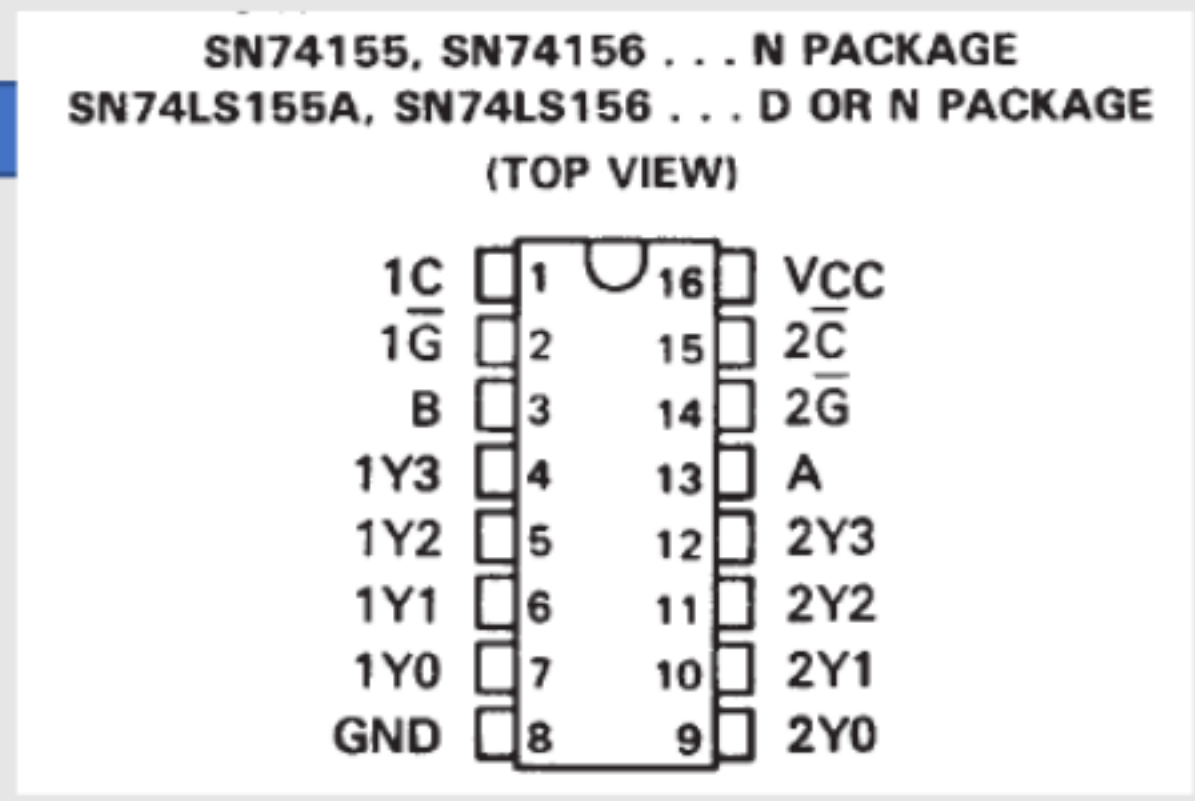 SN74155, SN74156 . . . N PACKAGE
SN74LS155A, SN74LS156 . . . D OR N PACKAGE
(TOP VIEW)
1C 1 16 VCC
1G̅ 2 15 2C̅
B 3 14 2G̅
1Y3 4 13 A
1Y2 5 12 2Y3
1Y1 6 11 2Y2
1Y0 7 10 2Y1
GND 8 9 2Y0